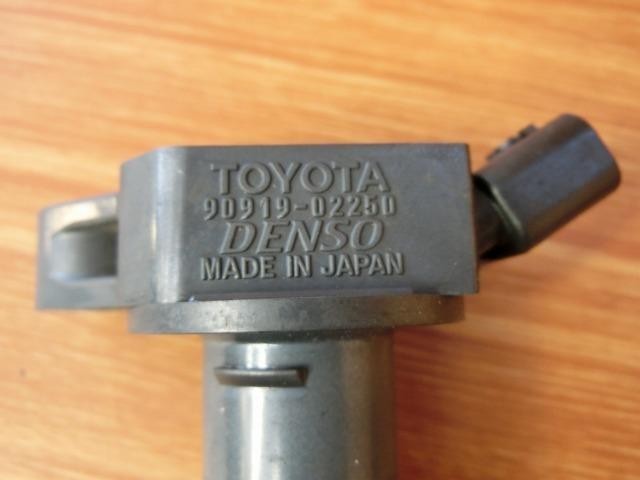 TOYOTA
90919-02250
DENSO
MADE IN JAPAN